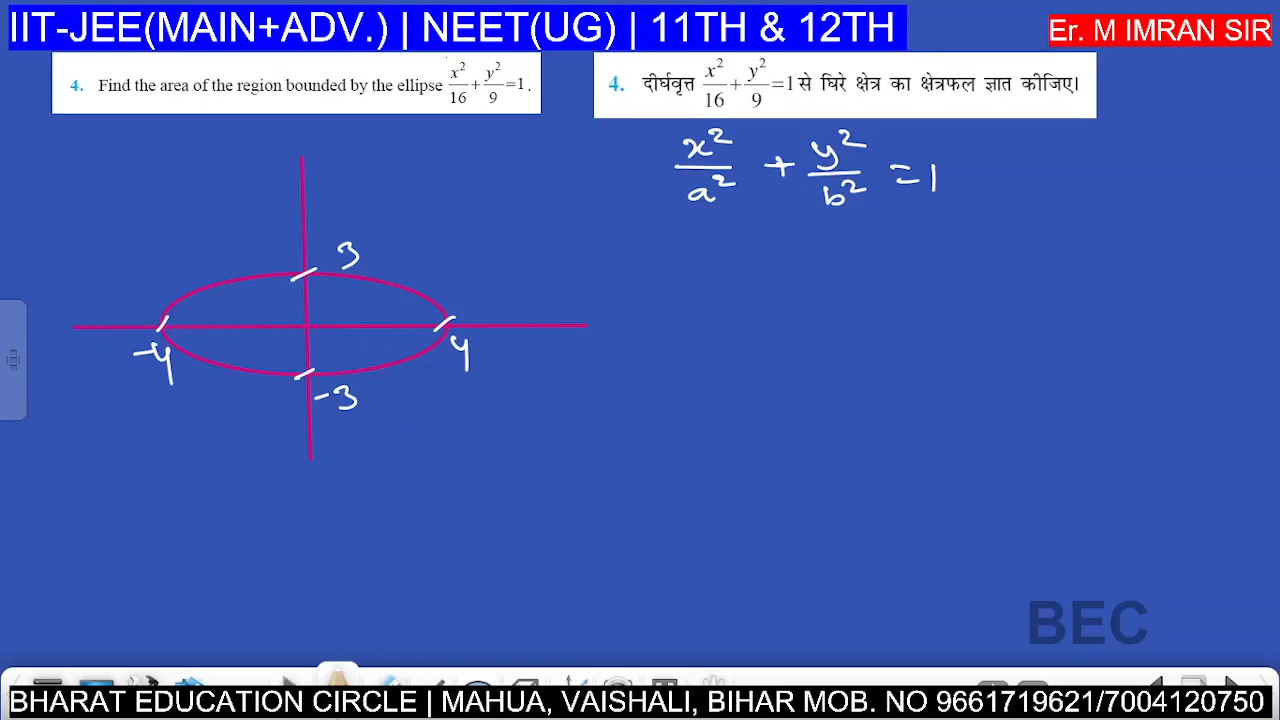 IIT-JEE(MAIN+ADV.) | NEET(UG) | 11TH & 12TH
Er. M IMRAN SIR
4. Find the area of the region bounded by the ellipse x²/16 + y²/9 = 1.
4. दीर्घवृत्त x²/16 + y²/9 = 1 से घिरे क्षेत्र का क्षेत्रफल ज्ञात कीजिए।
x²/a² + y²/b² = 1
3
-4
4
-3
BEC
BHARAT EDUCATION CIRCLE | MAHUA, VAISHALI, BIHAR MOB. NO 9661719621/7004120750